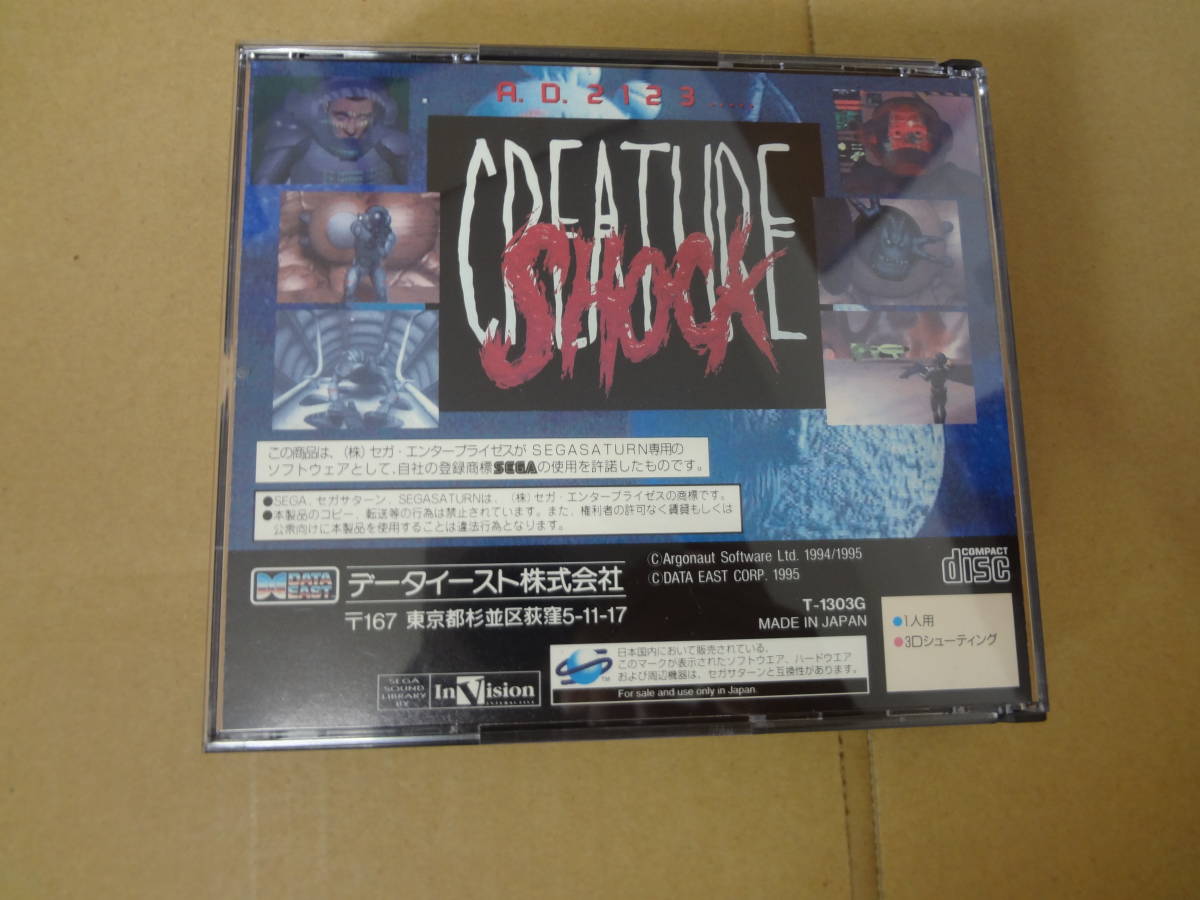 A.D. 2123.....
CREATURE
SHOCK
この商品は、(株)セガ・エンタープライゼスがSEGASATURN専用の
ソフトウェアとして、自社の登録商標SEGAの使用を許諾したものです。
●SEGA、セガサターン、SEGASATURNは、(株)セガ・エンタープライゼスの商標です。
●本製品のコピー、転送等の行為は禁止されています。また、権利者の許可なく賃貸もしくは
公衆向けに本製品を使用することは違法行為となります。
DATA
EAST
データイースト株式会社
〒167 東京都杉並区荻窪5-11-17
©Argonaut Software Ltd. 1994/1995
©DATA EAST CORP. 1995
T-1303G
MADE IN JAPAN
COMPACT
disc
●1人用
●3Dシューティング
SEGA
SOUND
LIBRARY
BY
InVision
INTERACTIVE
TM
日本国内において販売されている、
このマークが表示されたソフトウエア、ハードウエア
および周辺機器は、セガサターンと互換性があります。
For sale and use only in Japan